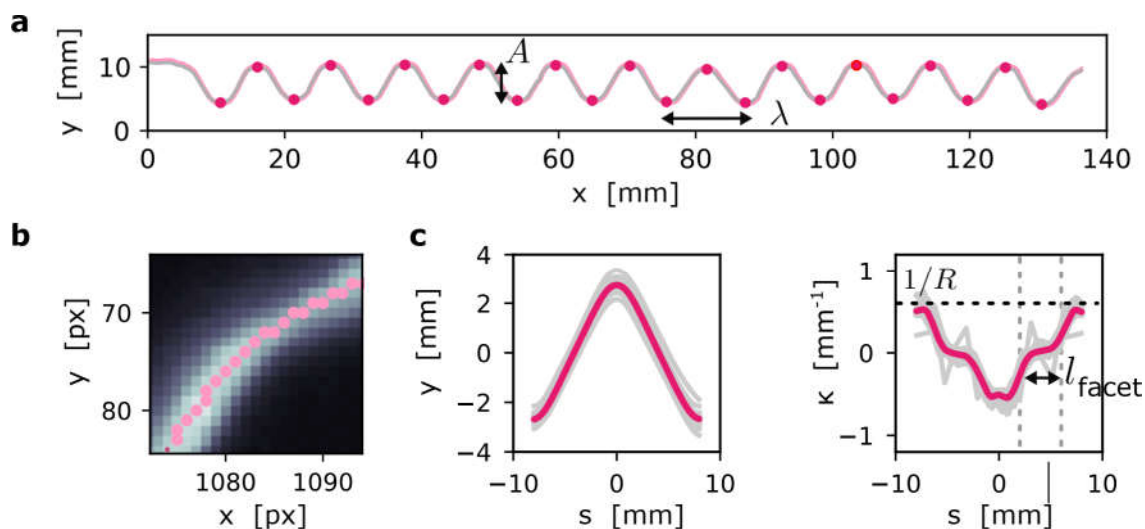 a
y [mm]
10
0
A
λ
0 20 40 60 80 100 120 140
x [mm]
b
y [px]
70
80
1080 1090
x [px]
c
y [mm]
4
2
0
−2
−4
−10 0 10
s [mm]
κ [mm⁻¹]
1
0
−1
1/R
l facet
−10 0 10
s [mm]